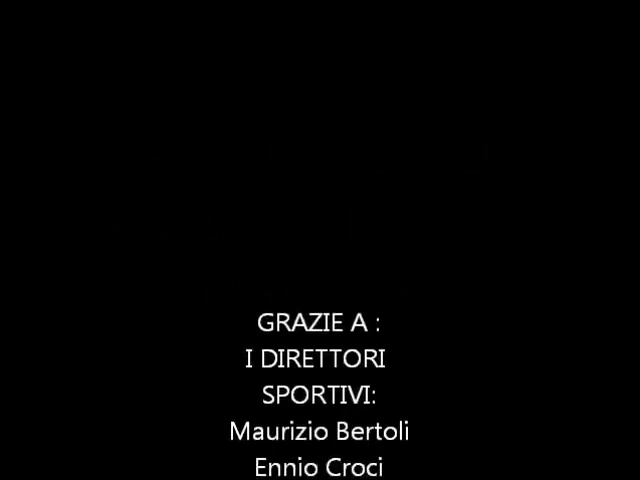 GRAZIE A :
I DIRETTORI
SPORTIVI:
Maurizio Bertoli
Ennio Croci